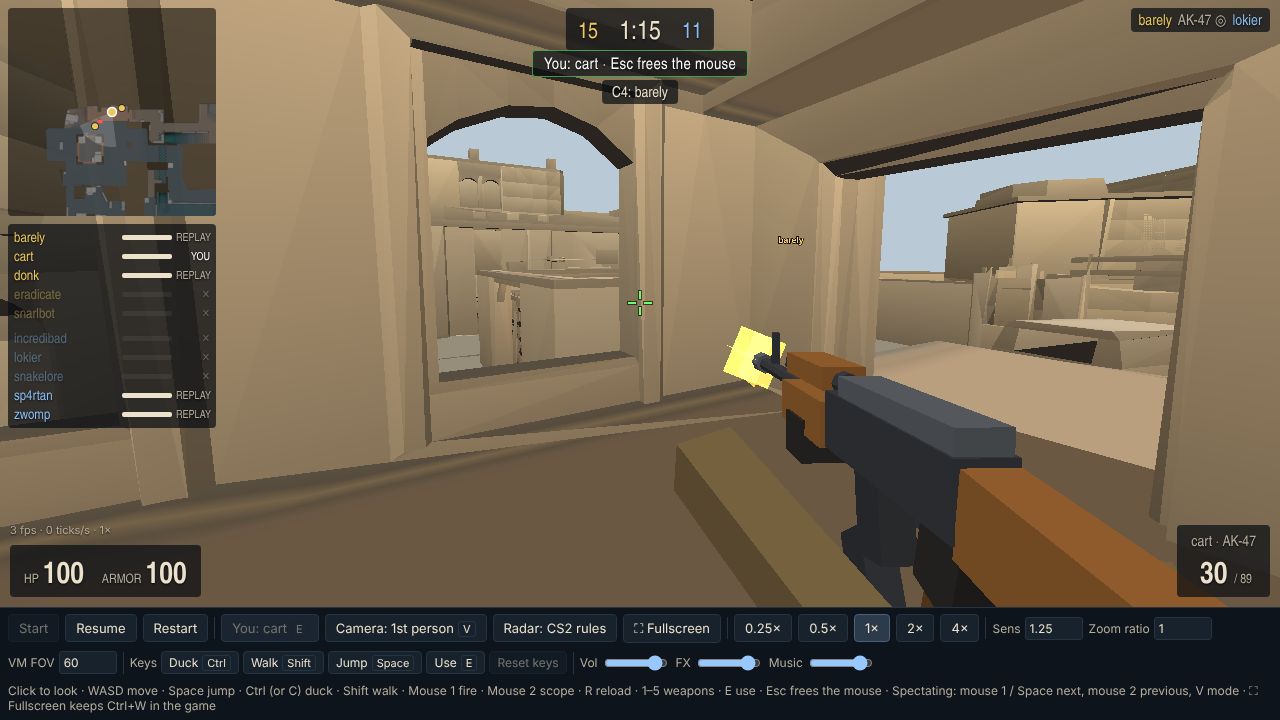 15 1:15 11
barely AK-47 ◎ lokier
You: cart · Esc frees the mouse
C4: barely
barely
barely REPLAY
cart YOU
donk REPLAY
eradicate ×
snarlbot ×
incredibad ×
lokier ×
snakelore ×
sp4rtan REPLAY
zwomp REPLAY
3 fps · 0 ticks/s · 1×
HP 100 ARMOR 100
cart · AK-47
30 / 89
Start Resume Restart You: cart E Camera: 1st person V Radar: CS2 rules ⛶ Fullscreen 0.25× 0.5× 1× 2× 4× Sens 1.25 Zoom ratio 1
VM FOV 60 Keys Duck Ctrl Walk Shift Jump Space Use E Reset keys Vol FX Music
Click to look · WASD move · Space jump · Ctrl (or C) duck · Shift walk · Mouse 1 fire · Mouse 2 scope · R reload · 1–5 weapons · E use · Esc frees the mouse · Spectating: mouse 1 / Space next, mouse 2 previous, V mode · ⛶
Fullscreen keeps Ctrl+W in the game